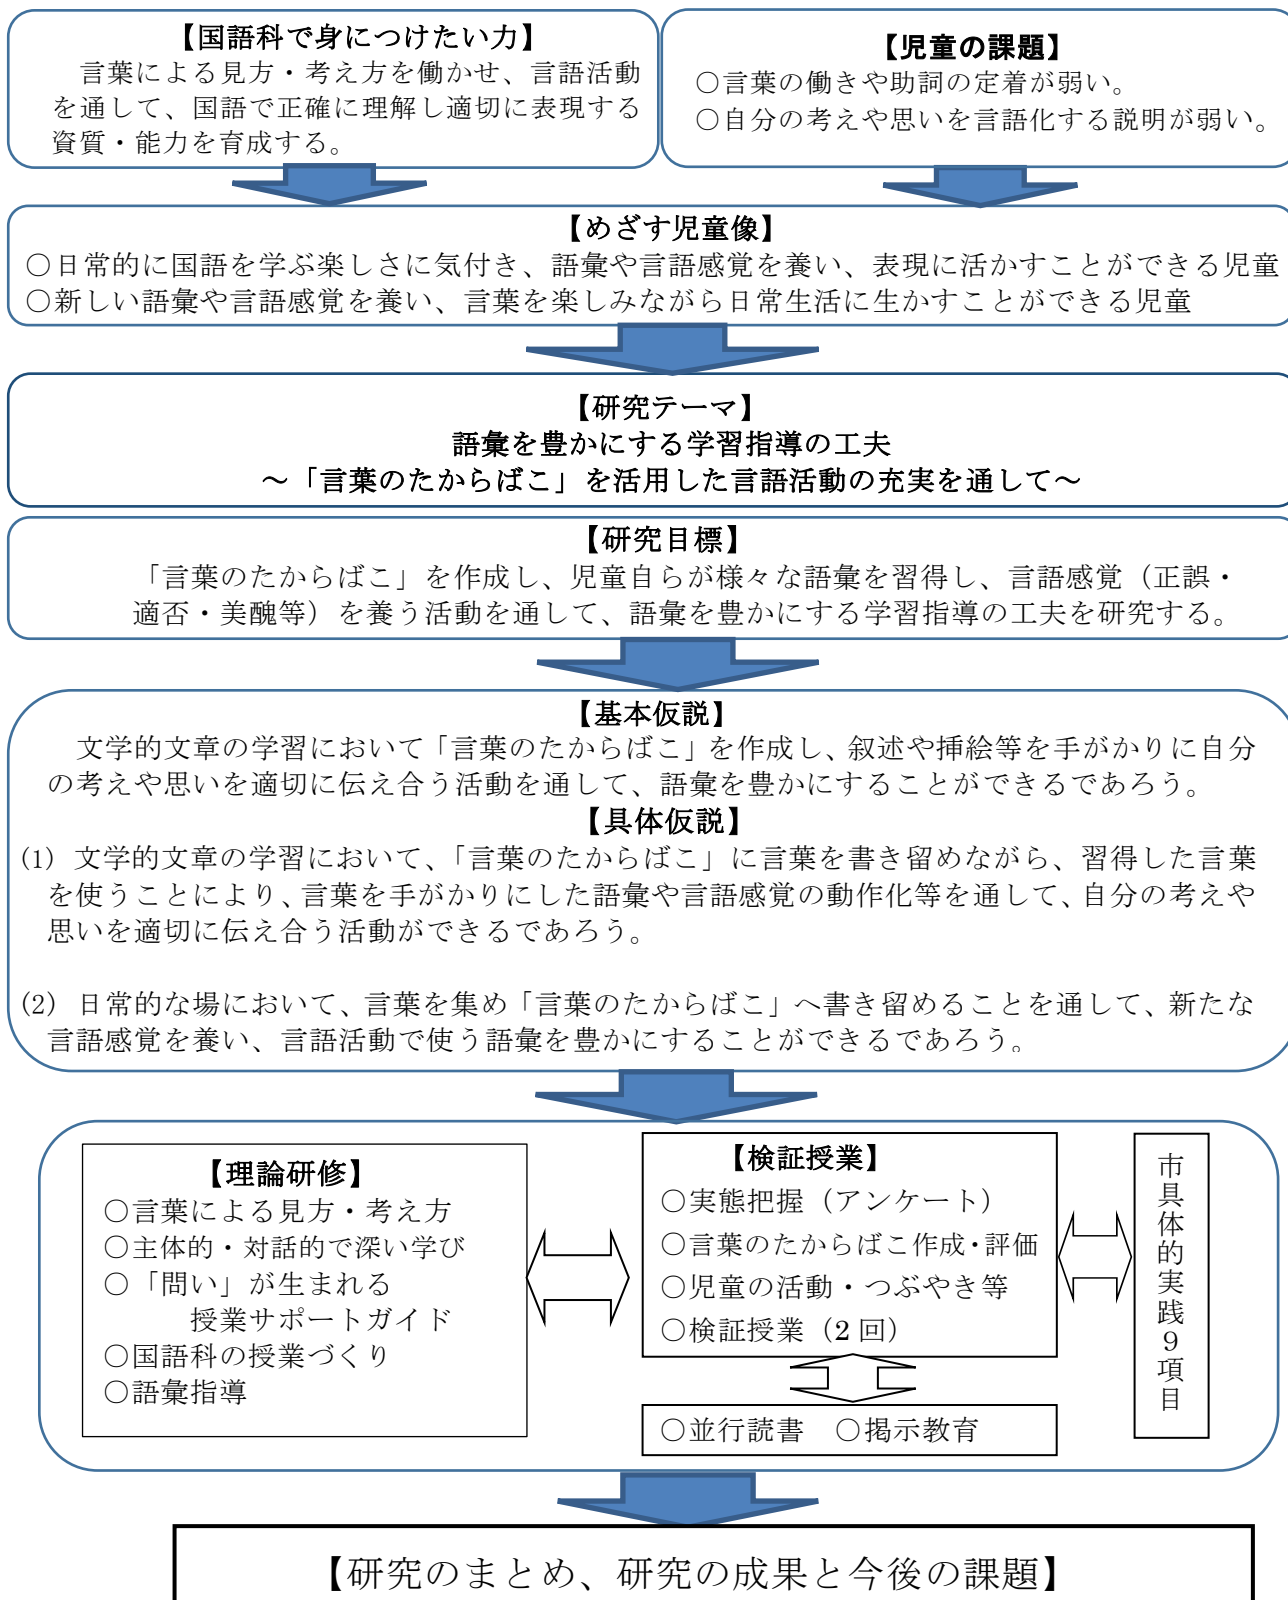 【国語科で身につけたい力】
言葉による見方・考え方を働かせ、言語活動
を通して、国語で正確に理解し適切に表現する
資質・能力を育成する。
【児童の課題】
○言葉の働きや助詞の定着が弱い。
○自分の考えや思いを言語化する説明が弱い。
【めざす児童像】
○日常的に国語を学ぶ楽しさに気付き、語彙や言語感覚を養い、表現に活かすことができる児童
○新しい語彙や言語感覚を養い、言葉を楽しみながら日常生活に生かすことができる児童
【研究テーマ】
語彙を豊かにする学習指導の工夫
～「言葉のたからばこ」を活用した言語活動の充実を通して～
【研究目標】
「言葉のたからばこ」を作成し、児童自らが様々な語彙を習得し、言語感覚（正誤・
適否・美醜等）を養う活動を通して、語彙を豊かにする学習指導の工夫を研究する。
【基本仮説】
文学的文章の学習において「言葉のたからばこ」を作成し、叙述や挿絵等を手がかりに自分
の考えや思いを適切に伝え合う活動を通して、語彙を豊かにすることができるであろう。
【具体仮説】
(1) 文学的文章の学習において、「言葉のたからばこ」に言葉を書き留めながら、習得した言葉
を使うことにより、言葉を手がかりにした語彙や言語感覚の動作化等を通して、自分の考えや
思いを適切に伝え合う活動ができるであろう。
(2) 日常的な場において、言葉を集め「言葉のたからばこ」へ書き留めることを通して、新たな
言語感覚を養い、言語活動で使う語彙を豊かにすることができるであろう。
【理論研修】
○言葉による見方・考え方
○主体的・対話的で深い学び
○「問い」が生まれる
授業サポートガイド
○国語科の授業づくり
○語彙指導
【検証授業】
○実態把握（アンケート）
○言葉のたからばこ作成・評価
○児童の活動・つぶやき等
○検証授業（2回）
○並行読書　○掲示教育
市具体的実践9項目
【研究のまとめ、研究の成果と今後の課題】